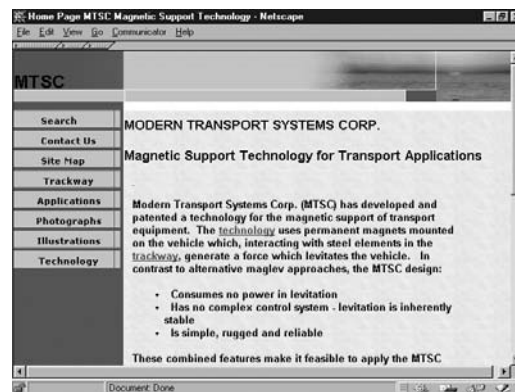 Home Page MTSC Magnetic Support Technology - Netscape
File Edit View Go Communicator Help
MTSC
Search
Contact Us
Site Map
Trackway
Applications
Photographs
Illustrations
Technology
MODERN TRANSPORT SYSTEMS CORP.
Magnetic Support Technology for Transport Applications
Modern Transport Systems Corp. (MTSC) has developed and
patented a technology for the magnetic support of transport
equipment. The technology uses permanent magnets mounted
on the vehicle which, interacting with steel elements in the
trackway, generate a force which levitates the vehicle. In
contrast to alternative maglev approaches, the MTSC design:
• Consumes no power in levitation
• Has no complex control system - levitation is inherently
stable
• Is simple, rugged and reliable
These combined features make it feasible to apply the MTSC
Document: Done